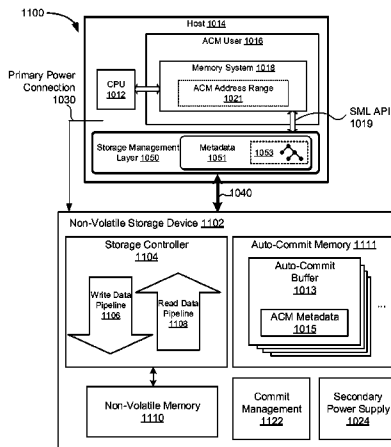 1100
Host 1014
ACM User 1016
Memory System 1018
CPU
1012
ACM Address Range
1021
Primary Power
Connection
1030
SML API
1019
Storage Management
Layer 1050
Metadata
1051
1053
1040
Non-Volatile Storage Device 1102
Storage Controller
1104
Write Data
Pipeline
1106
Read Data
Pipeline
1108
Auto-Commit Memory 1111
Auto-Commit
Buffer
1013
ACM Metadata
1015
...
Non-Volatile Memory
1110
Commit
Management
1122
Secondary
Power Supply
1024